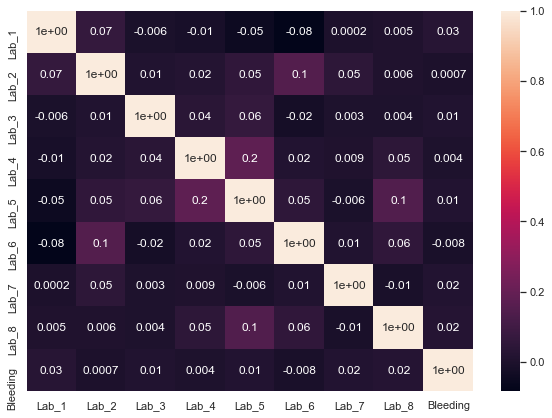 Lab_1 1e+00 0.07 -0.006 -0.01 -0.05 -0.08 0.0002 0.005 0.03
Lab_2 0.07 1e+00 0.01 0.02 0.05 0.1 0.05 0.006 0.0007
Lab_3 -0.006 0.01 1e+00 0.04 0.06 -0.02 0.003 0.004 0.01
Lab_4 -0.01 0.02 0.04 1e+00 0.2 0.02 0.009 0.05 0.004
Lab_5 -0.05 0.05 0.06 0.2 1e+00 0.05 -0.006 0.1 0.01
Lab_6 -0.08 0.1 -0.02 0.02 0.05 1e+00 0.01 0.06 -0.008
Lab_7 0.0002 0.05 0.003 0.009 -0.006 0.01 1e+00 -0.01 0.02
Lab_8 0.005 0.006 0.004 0.05 0.1 0.06 -0.01 1e+00 0.02
Bleeding 0.03 0.0007 0.01 0.004 0.01 -0.008 0.02 0.02 1e+00
Lab_1 Lab_2 Lab_3 Lab_4 Lab_5 Lab_6 Lab_7 Lab_8 Bleeding
1.0
0.8
0.6
0.4
0.2
0.0